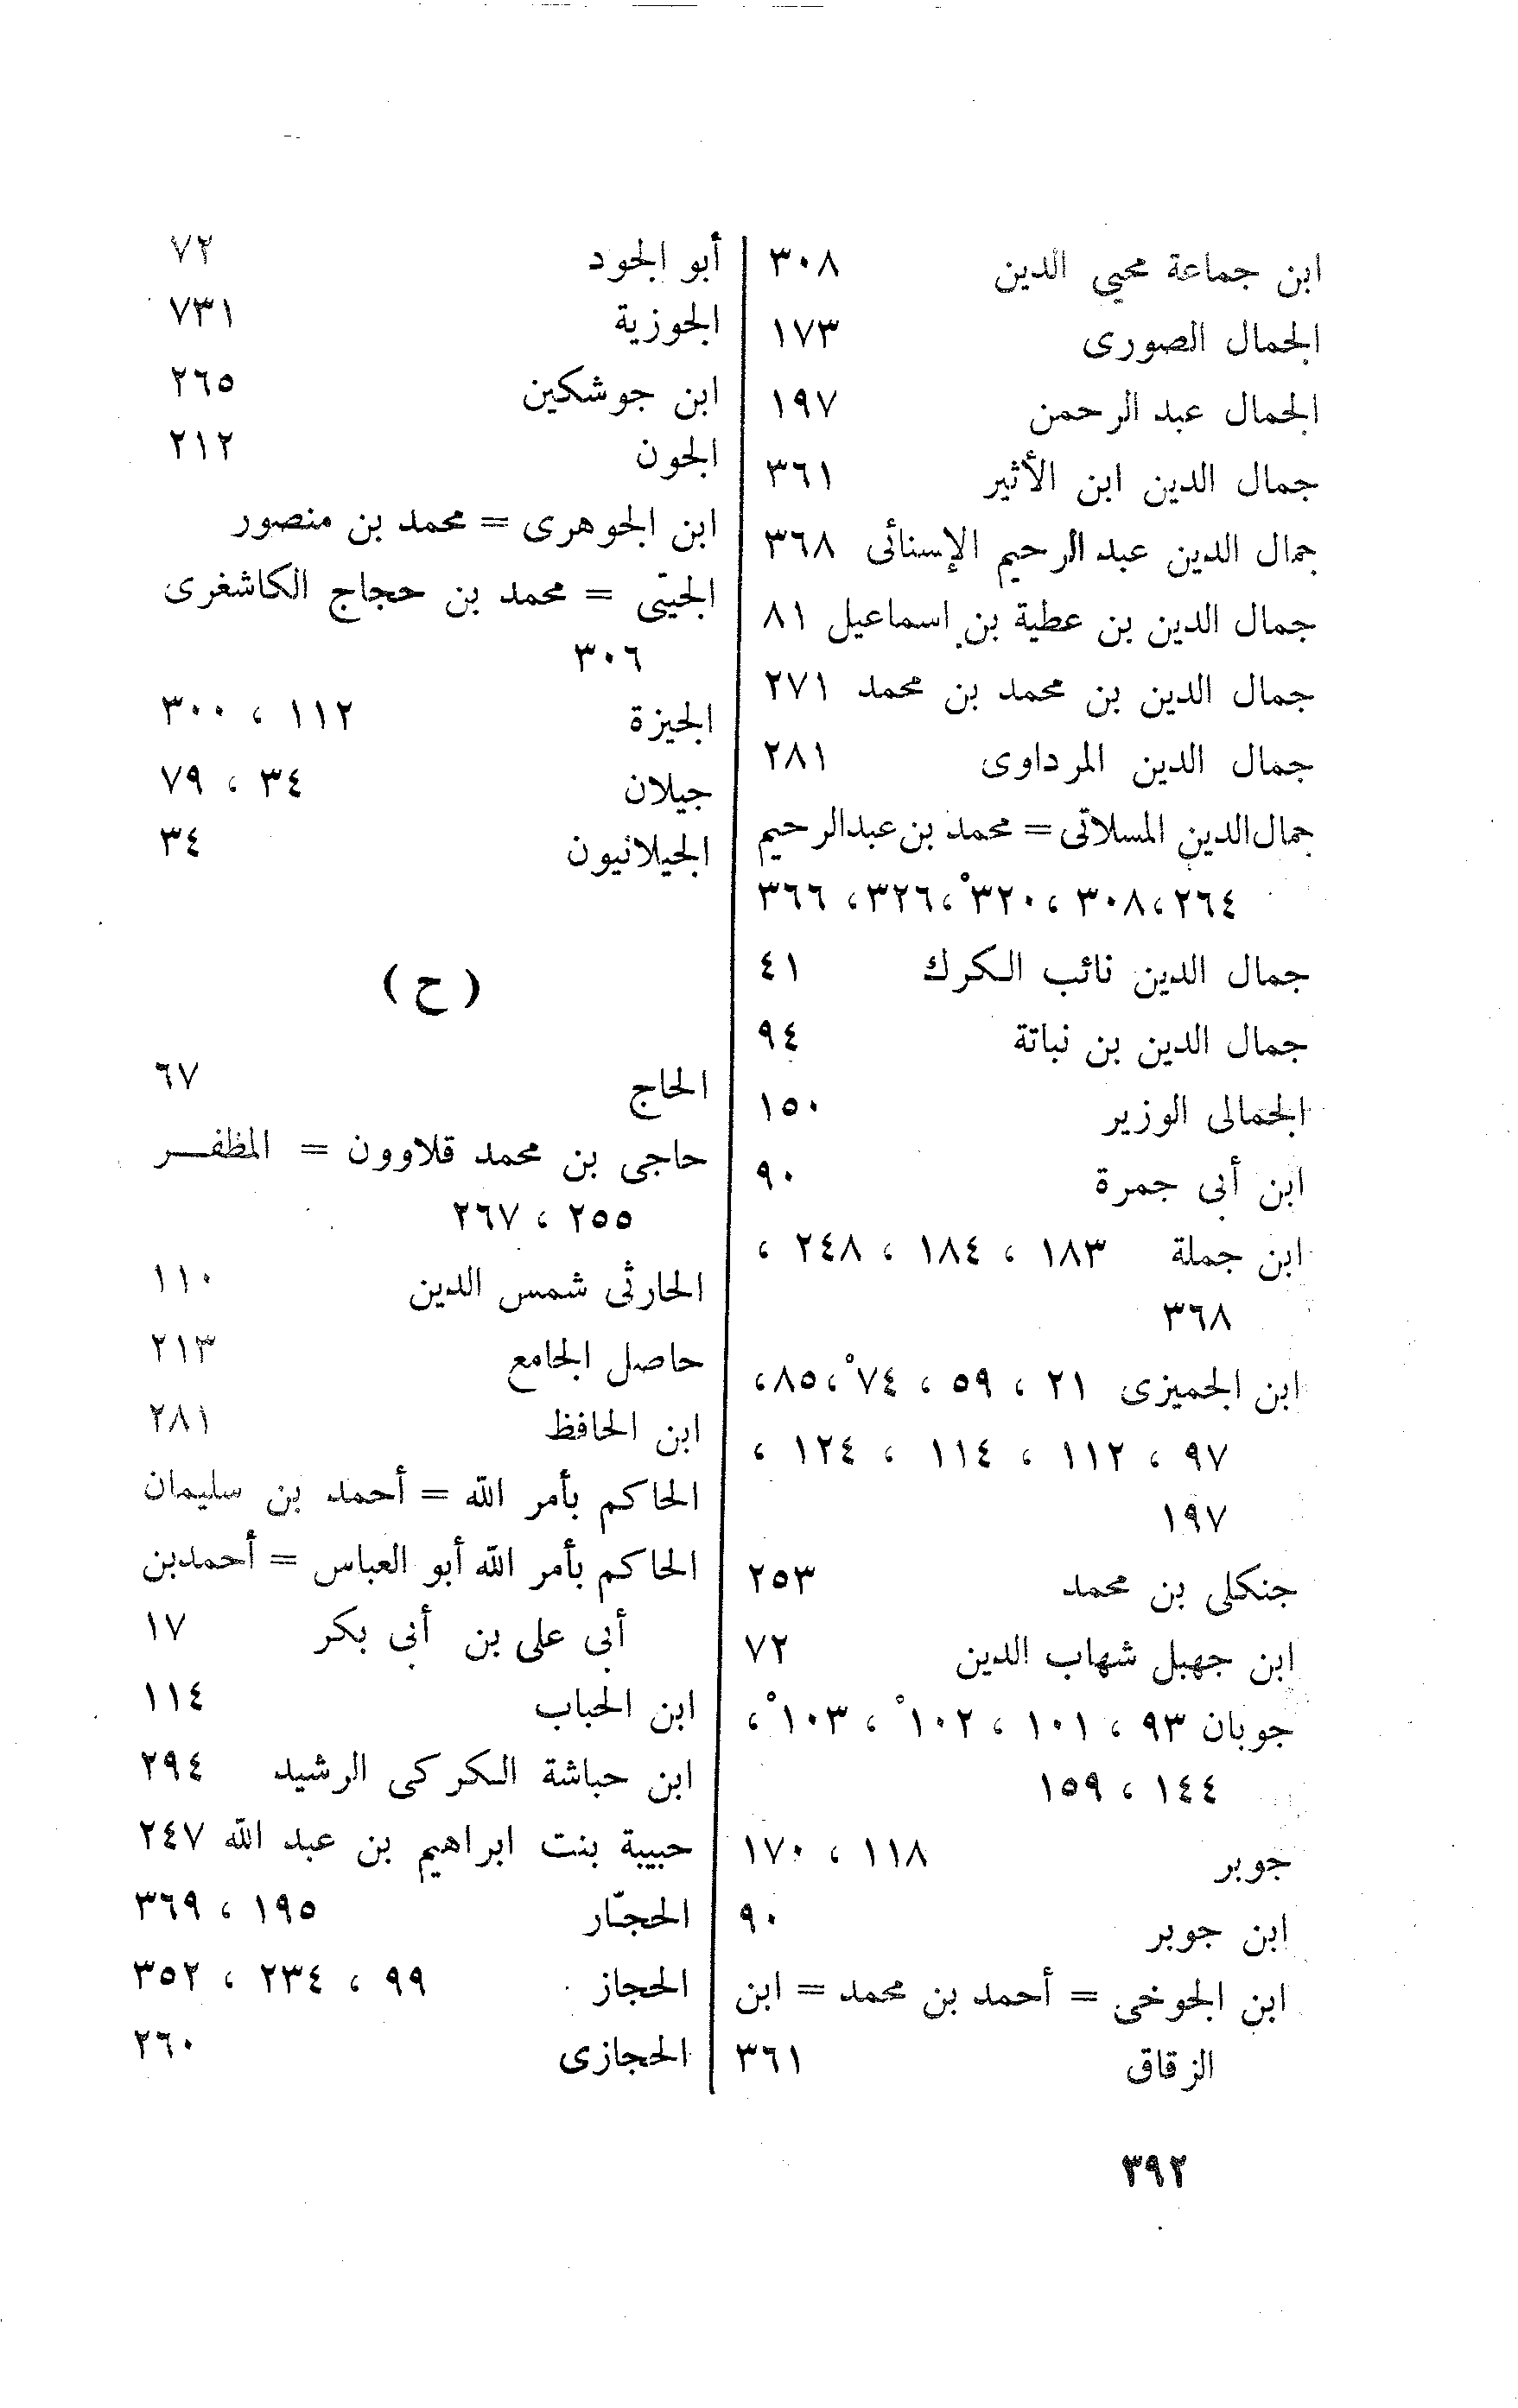 ابن جماعة محيي الدين ٣٠٨
الجمال الصورى ١٧٣
الجمال عبد الرحمن ١٩٧
جمال الدين ابن الأثير ٣٦١
جمال الدين عبد الرحيم الإسنائى ٣٦٨
جمال الدين بن عطية بن اسماعيل ٨١
جمال الدين بن محمد بن محمد ٢٧١
جمال الدين المرداوى ٢٨١
جمال الدين المسلاتى = محمد بن عبد الرحيم
٢٦٤ ، ٣٠٨ ، ٣٢٠° ، ٣٢٦ ، ٣٦٦
جمال الدين نائب الكرك ٤١
جمال الدين بن نباتة ٩٤
الجمالى الوزير ١٥٠
ابن أبى جمرة ٩٠
ابن جملة ١٨٣ ، ١٨٤ ، ٢٤٨ ،
٣٦٨
ابن الجميزى ٢١ ، ٥٩ ، ٧٤° ، ٨٥ ،
٩٧ ، ١١٢ ، ١١٤ ، ١٢٤ ،
١٩٧
جنكلى بن محمد ٢٥٣
ابن جهبل شهاب الدين ٧٢
جوبان ٩٣ ، ١٠١ ، ١٠٢° ، ١٠٣° ،
١٤٤ ، ١٥٩
جوبر ١١٨ ، ١٧٠
ابن جوبر ٩٠
ابن الجوخى = أحمد بن محمد = ابن
الزقاق ٣٦١
أبو الجود ٧٢
الجوزية ٧٣١
ابن جوشكين ٢٦٥
الجون ٢١٢
ابن الجوهرى = محمد بن منصور
الجيتى = محمد بن حجاج الكاشغرى
٣٠٦
الجيزة ١١٢ ، ٣٠٠
جيلان ٣٤ ، ٧٩
الجيلانيون ٣٤
( ح )
الحاج ٦٧
حاجى بن محمد قلاوون = المظفر
٢٥٥ ، ٢٦٧
الحارثى شمس الدين ١١٠
حاصل الجامع ٢١٣
ابن الحافظ ٢٨١
الحاكم بأمر الله = أحمد بن سليمان
الحاكم بأمر الله أبو العباس = أحمد بن
أبى على بن أبى بكر ١٧
ابن الحباب ١١٤
ابن حباشة الكركى الرشيد ٢٩٤
حبيبة بنت ابراهيم بن عبد الله ٢٤٧
الحجّار ١٩٥ ، ٣٦٩
الحجاز ٩٩ ، ٢٣٤ ، ٣٥٢
الحجازى ٢٦٠
٣٩٢